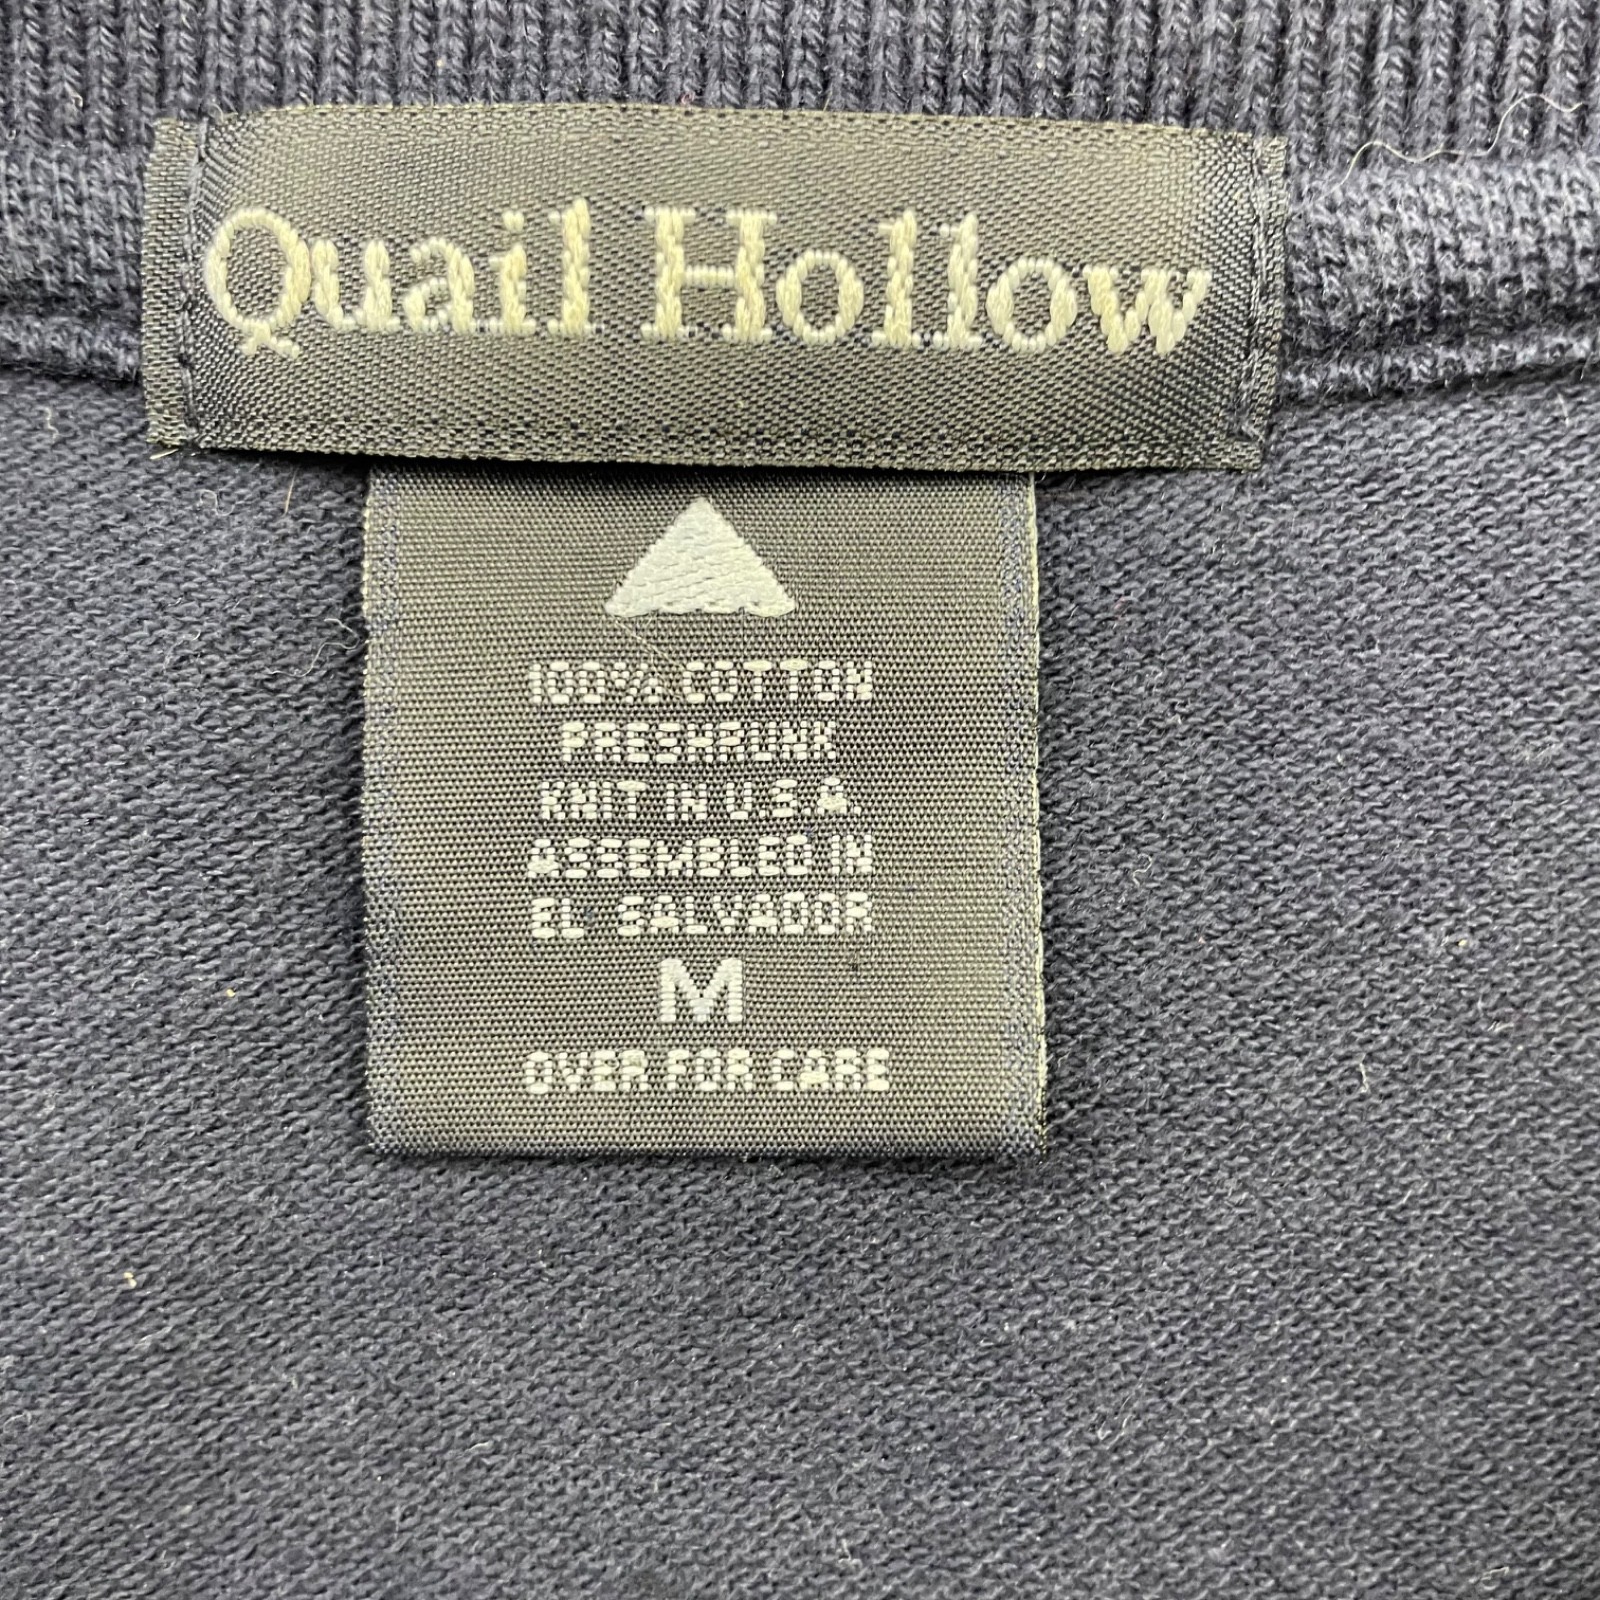 Quail Hollow
100% COTTON
PRESHRUNK
KNIT IN U.S.A.
ASSEMBLED IN
EL SALVADOR
M
OVER FOR CARE